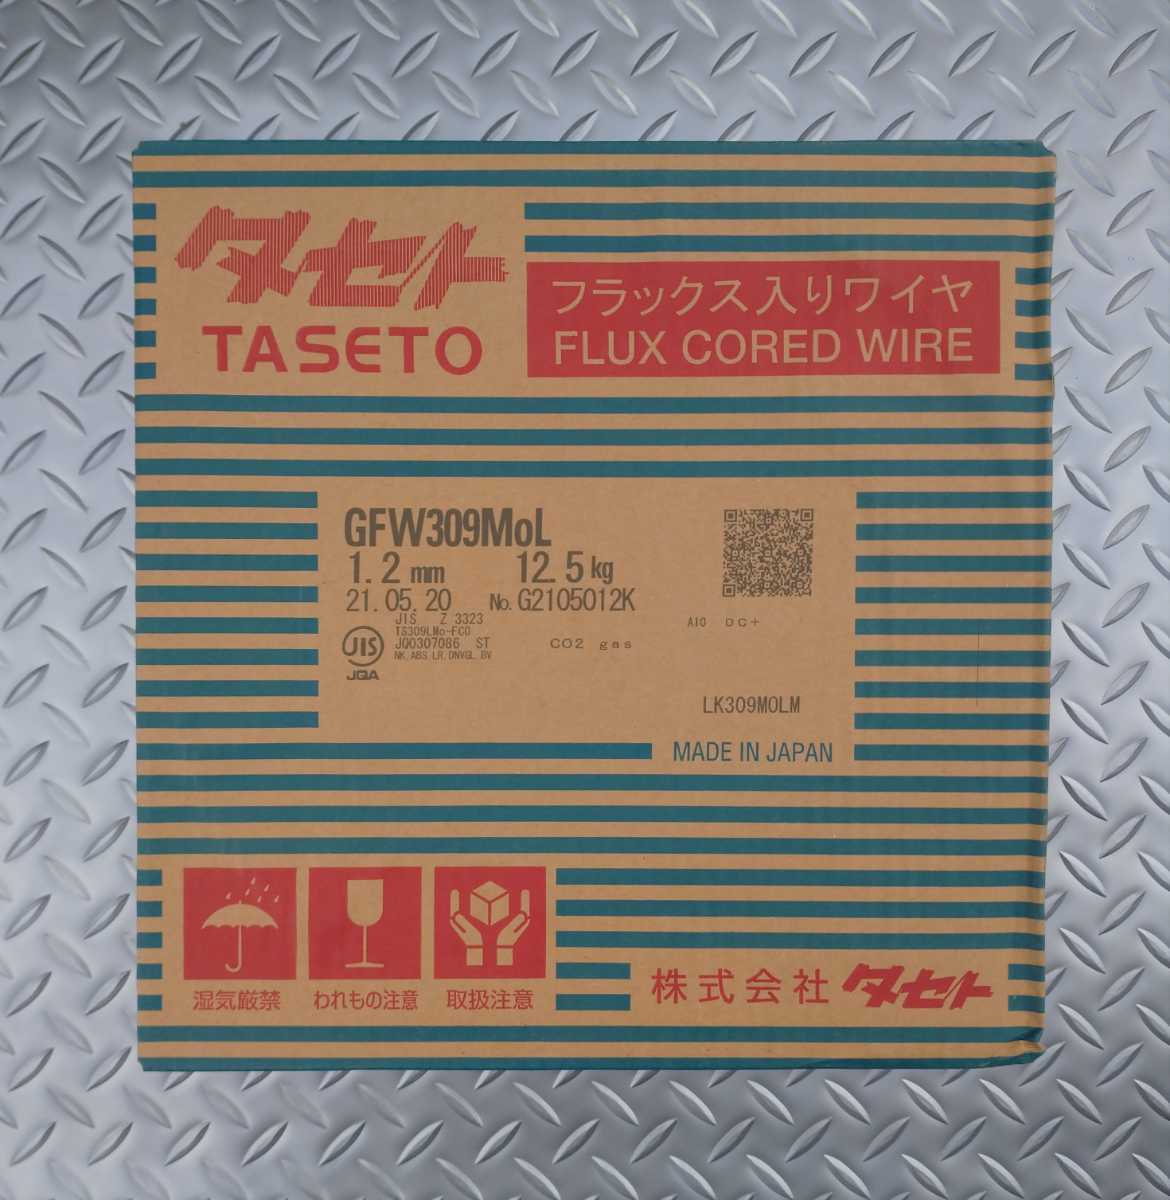 タセト
TASETO
フラックス入りワイヤ
FLUX CORED WIRE
GFW309MoL
1.2 mm 12.5 kg
21.05.20 No. G2105012K
JIS Z 3323
TS309LMo-FC0
JQ0307086 ST
NK, ABS, LR, DNVGL, BV
JIS
JQA
CO2 gas
A10 DC+
LK309M0LM
MADE IN JAPAN
湿気厳禁 われもの注意 取扱注意
株式会社 タセト